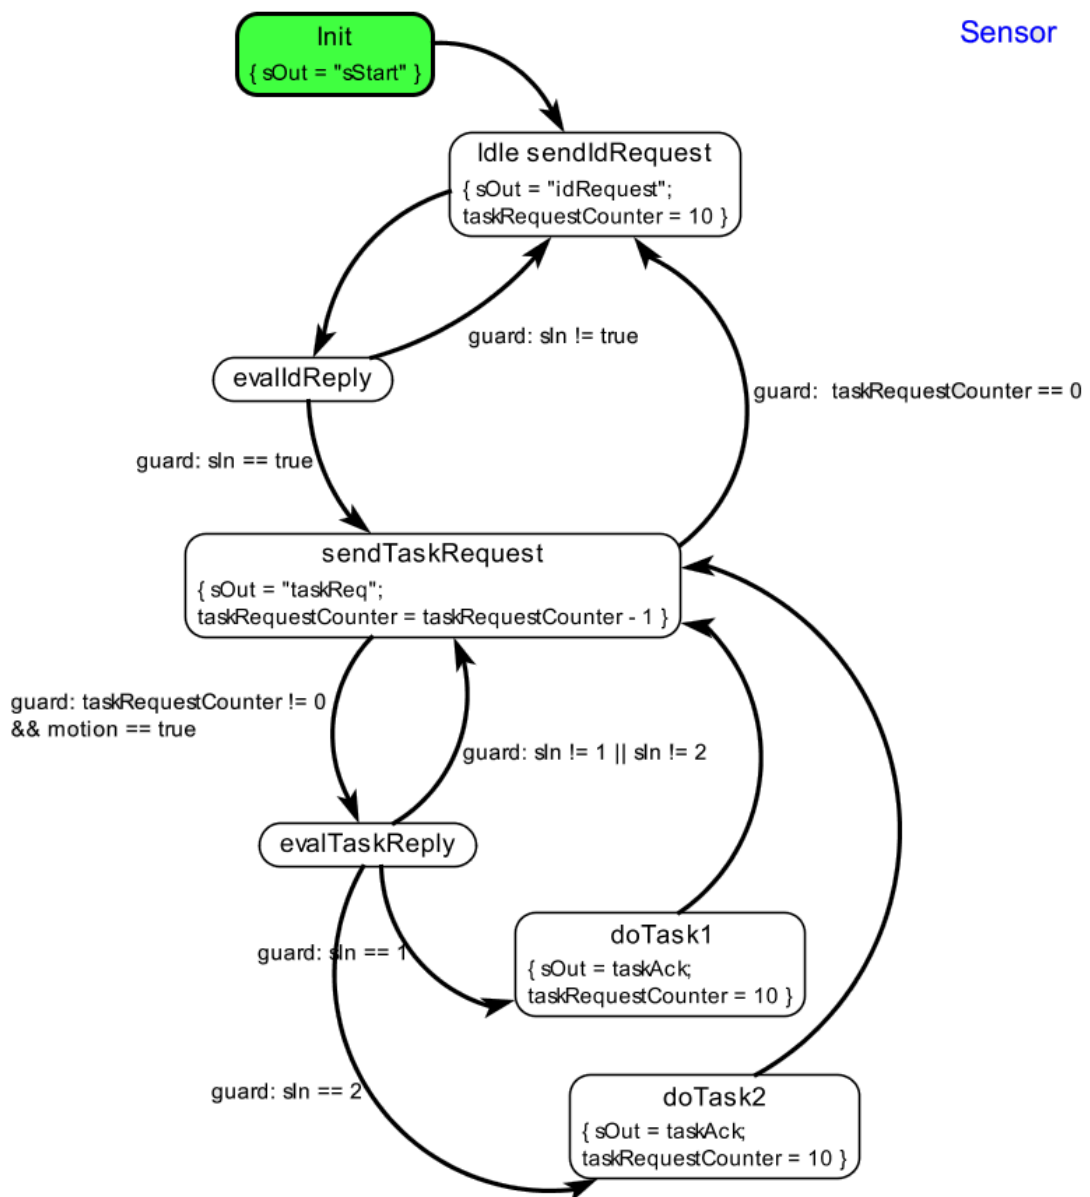 Init
{ sOut = "sStart" }
Sensor
Idle sendIdRequest
{ sOut = "idRequest";
taskRequestCounter = 10 }
guard: sIn != true
evalIdReply
guard: taskRequestCounter == 0
guard: sIn == true
sendTaskRequest
{ sOut = "taskReq";
taskRequestCounter = taskRequestCounter - 1 }
guard: taskRequestCounter != 0
&& motion == true
guard: sIn != 1 || sIn != 2
evalTaskReply
guard: sIn == 1
doTask1
{ sOut = taskAck;
taskRequestCounter = 10 }
guard: sIn == 2
doTask2
{ sOut = taskAck;
taskRequestCounter = 10 }